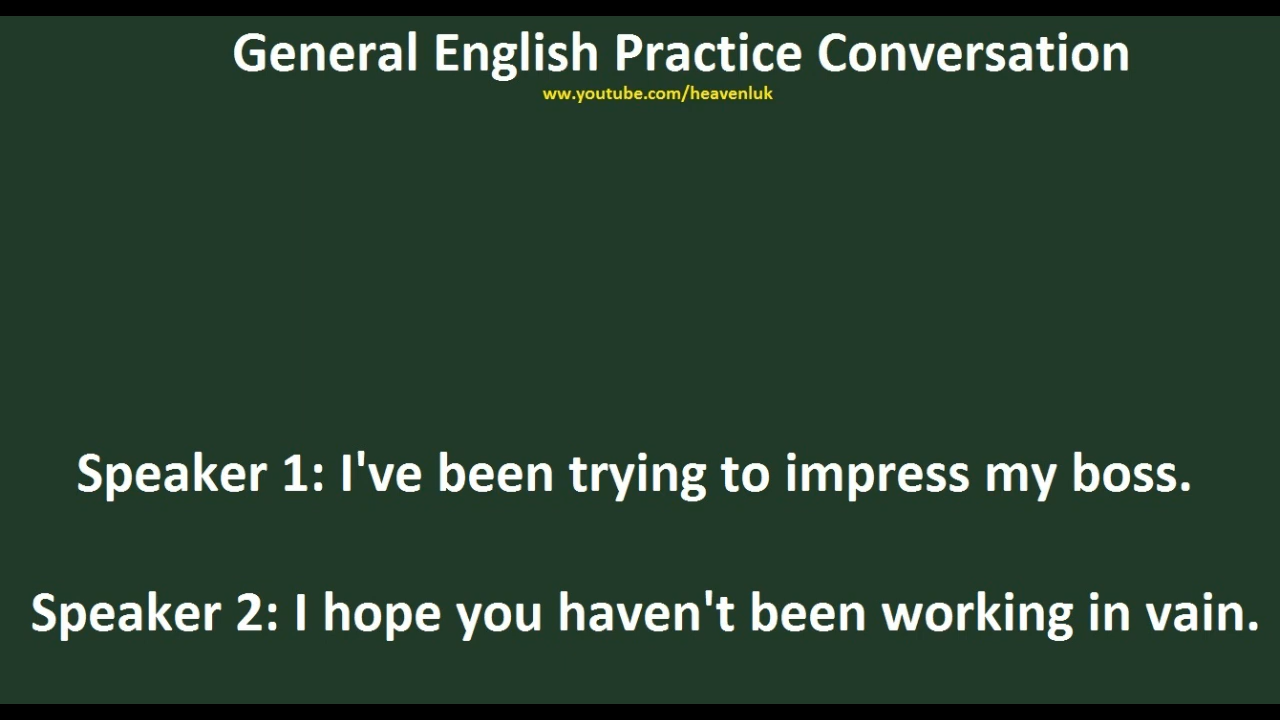 General English Practice Conversation
ww.youtube.com/heavenluk
Speaker 1: I've been trying to impress my boss.
Speaker 2: I hope you haven't been working in vain.